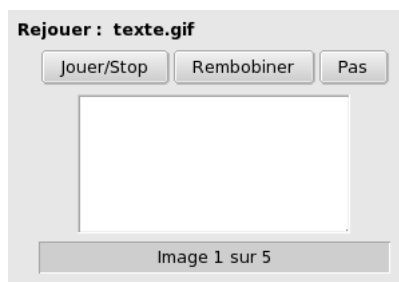 Rejouer : texte.gif
Jouer/Stop Rembobiner Pas
Image 1 sur 5